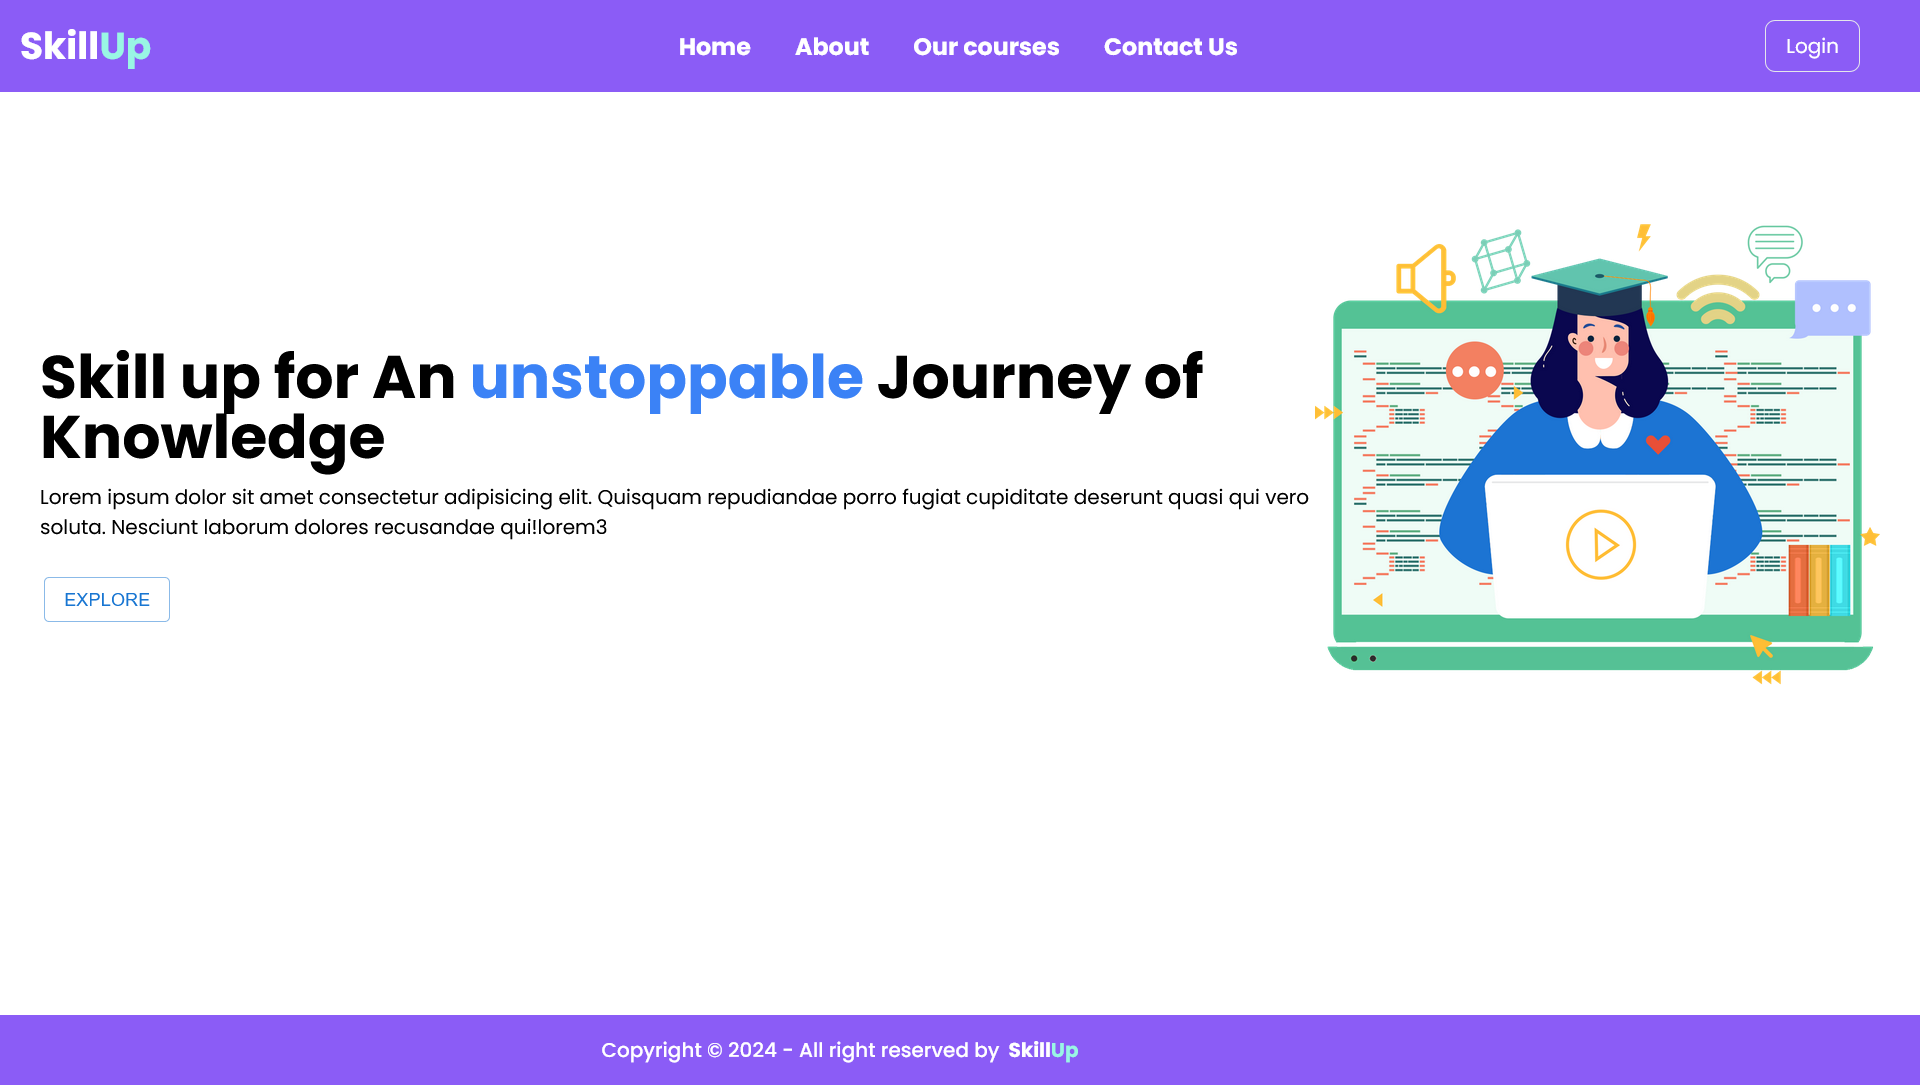 SkillUp
Home About Our courses Contact Us
Login
Skill up for An unstoppable Journey of
Knowledge
Lorem ipsum dolor sit amet consectetur adipisicing elit. Quisquam repudiandae porro fugiat cupiditate deserunt quasi qui vero
soluta. Nesciunt laborum dolores recusandae qui!lorem3
EXPLORE
Copyright © 2024 - All right reserved by SkillUp